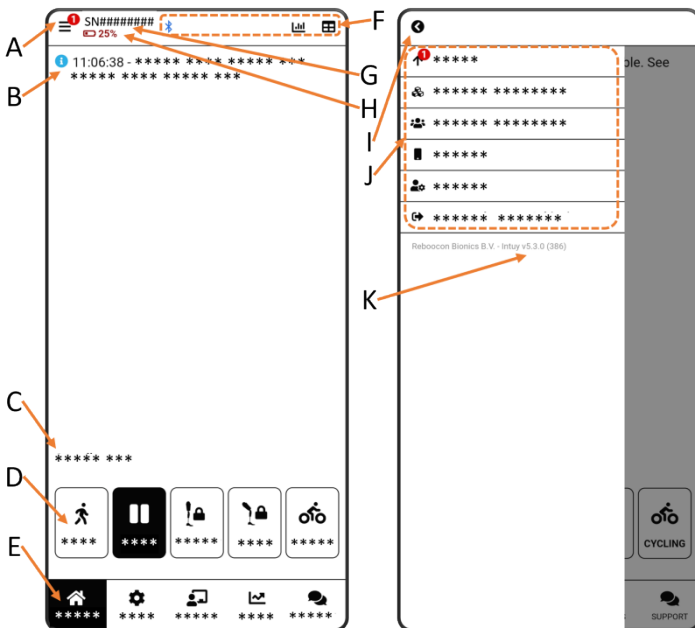 A
1
SN########
25%
F
B
11:06:38 - ***** **** ***** ***
***** **** ***** ***
G
H
I
J
C
***** ***
D
**** **** ***** **** *****
E
***** **** **** **** *****
1
*****
ple. See
****** ********
****** ********
******
******
****** *******
Reboocon Bionics B.V. - Intuy v5.3.0 (386)
K
CYCLING
S
SUPPORT